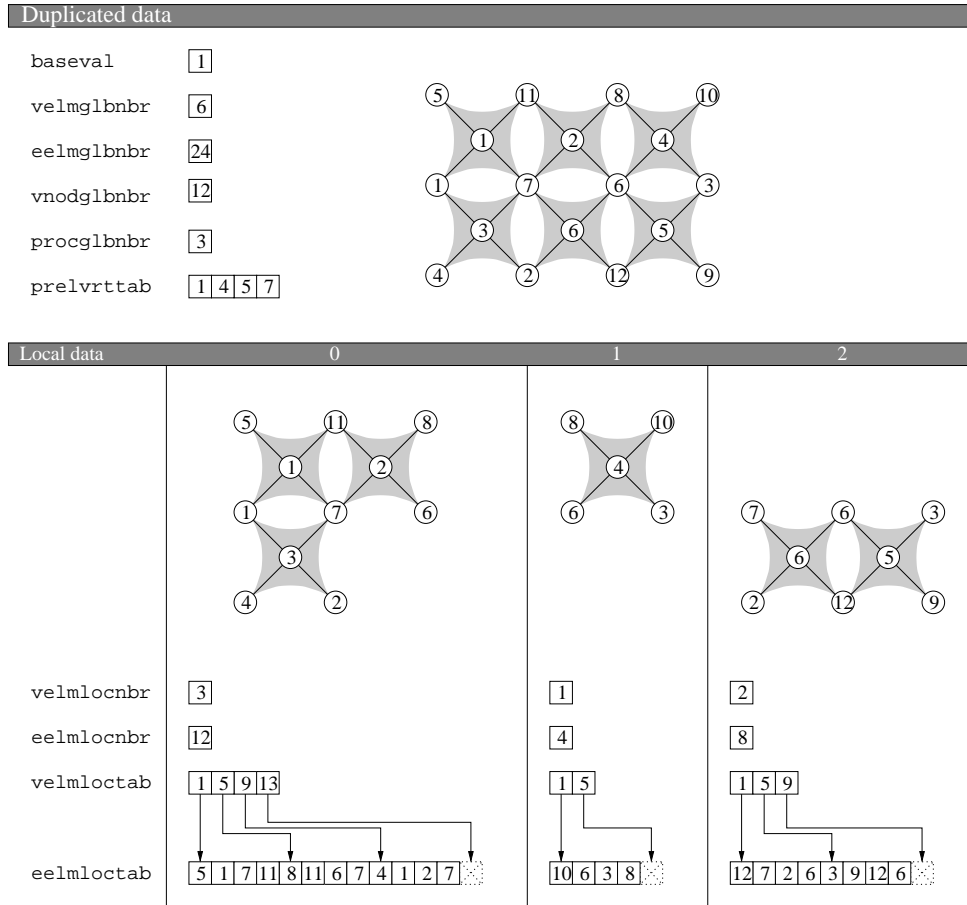 Duplicated data
baseval 1
velmglbnbr 6
eelmglbnbr 24
vnodglbnbr 12
procglbnbr 3
prelvrttab 1 4 5 7
5 11 8 10
1 2 4
1 7 6 3
3 6 5
4 2 12 9
Local data 0 1 2
5 11 8 8 10
1 2 4
1 7 6 6 3 7 6 3
3 6 5
4 2 2 12 9
velmlocnbr 3 1 2
eelmlocnbr 12 4 8
velmloctab 1 5 9 13 1 5 1 5 9
eelmloctab 5 1 7 11 8 11 6 7 4 1 2 7 10 6 3 8 12 7 2 6 3 9 12 6